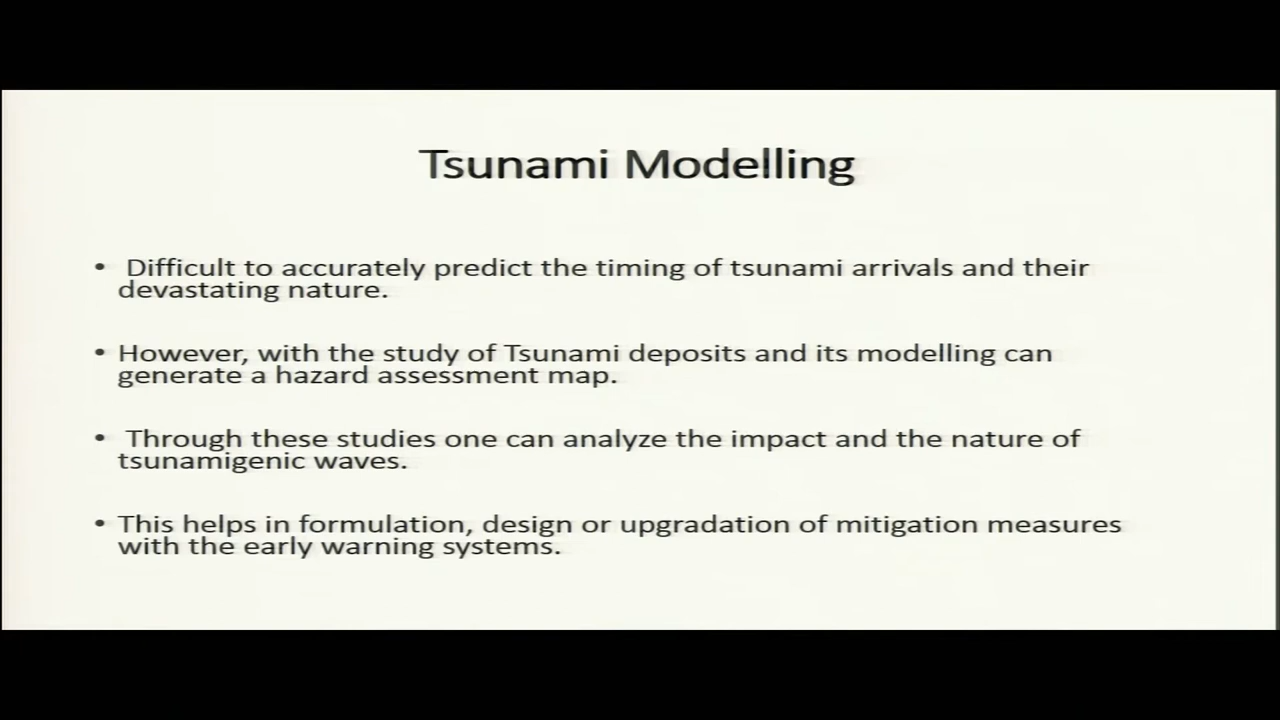 Tsunami Modelling
• Difficult to accurately predict the timing of tsunami arrivals and their
devastating nature.
• However, with the study of Tsunami deposits and its modelling can
generate a hazard assessment map.
• Through these studies one can analyze the impact and the nature of
tsunamigenic waves.
• This helps in formulation, design or upgradation of mitigation measures
with the early warning systems.